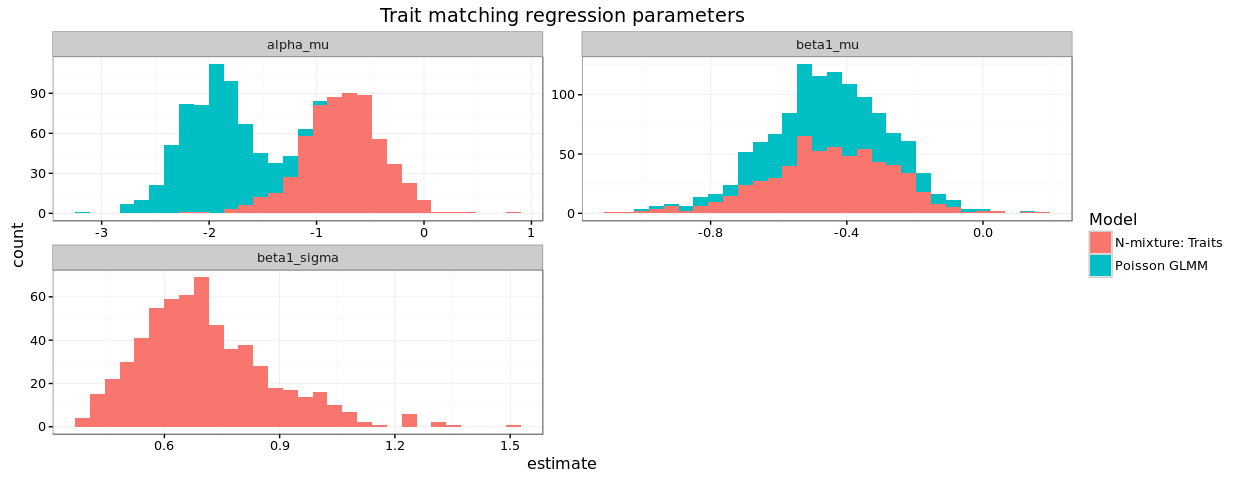 Trait matching regression parameters
alpha_mu
beta1_mu
90
60
30
0
-3
-2
-1
0
1
100
50
0
-0.8
-0.4
0.0
count
beta1_sigma
60
40
20
0
0.6
0.9
1.2
1.5
estimate
Model
N-mixture: Traits
Poisson GLMM